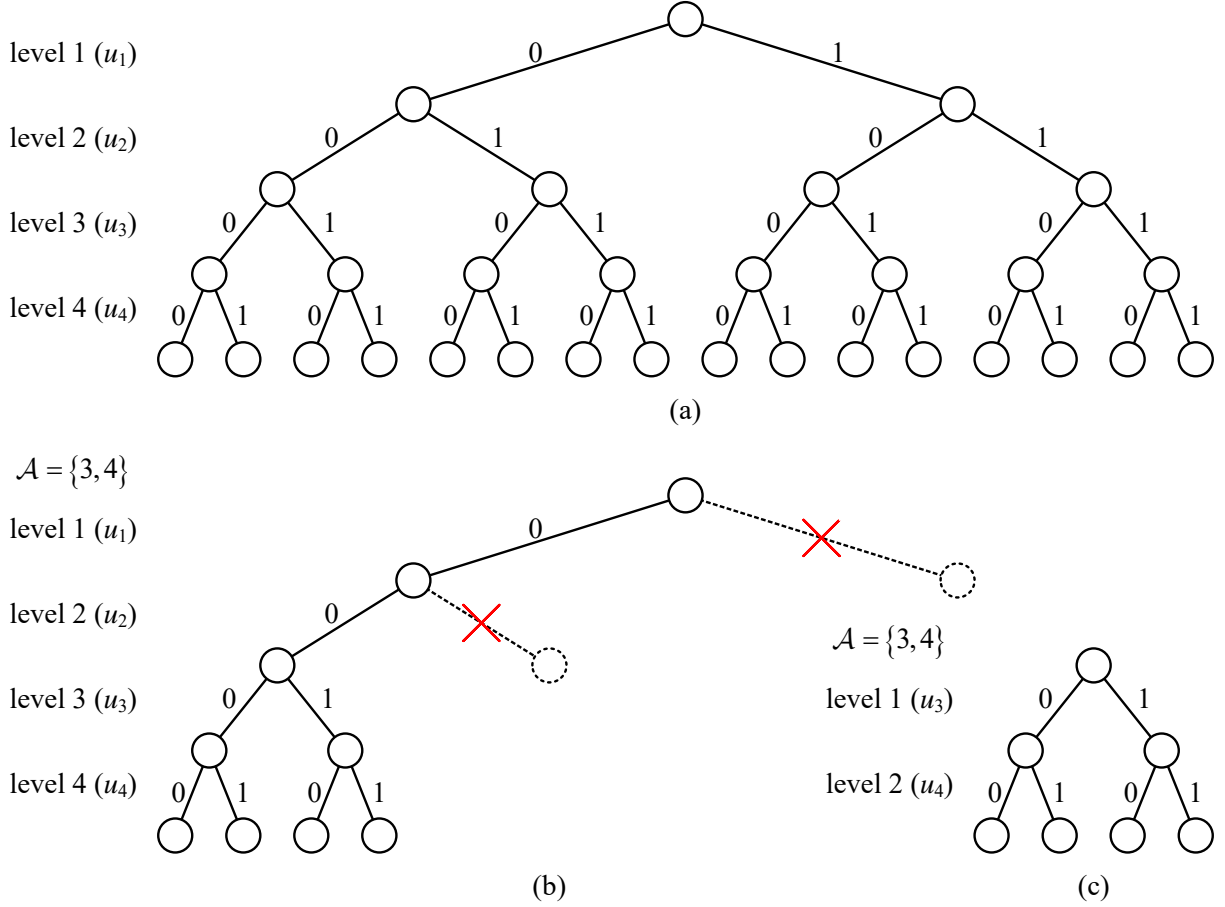 level 1 (u₁) 0 1
level 2 (u₂) 0 1 0 1
level 3 (u₃) 0 1 0 1 0 1 0 1
level 4 (u₄) 0 1 0 1 0 1 0 1 0 1 0 1 0 1 0 1
(a)
𝒜 = {3, 4}
level 1 (u₁) 0
level 2 (u₂) 0
level 3 (u₃) 0 1
level 4 (u₄) 0 1 0 1
(b)
𝒜 = {3, 4}
level 1 (u₃) 0 1
level 2 (u₄) 0 1 0 1
(c)